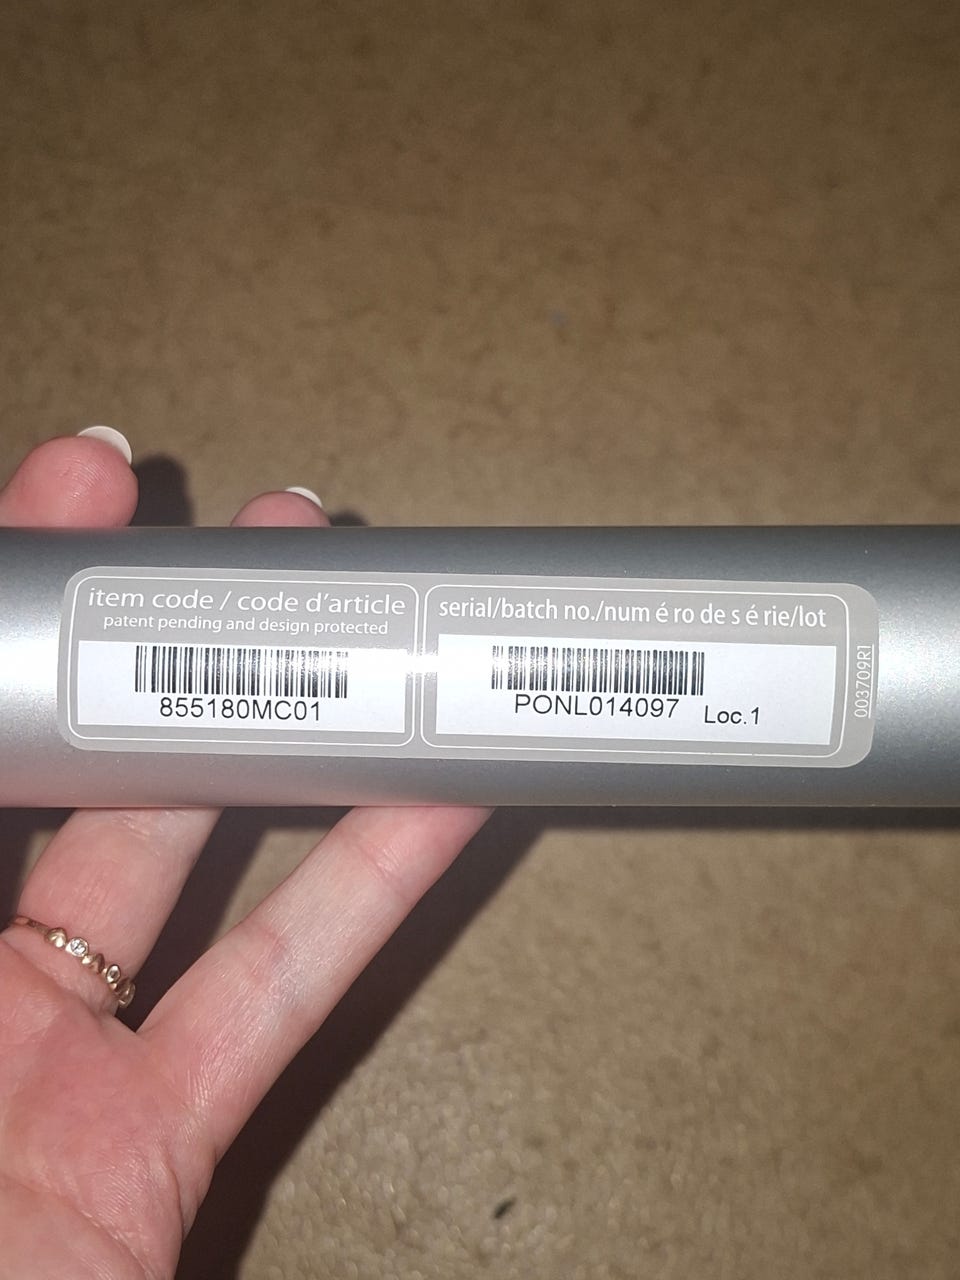 item code / code d'article
patent pending and design protected
855180MC01
serial/batch no./num é ro de s é rie/lot
PONL014097 Loc.1
003709R1